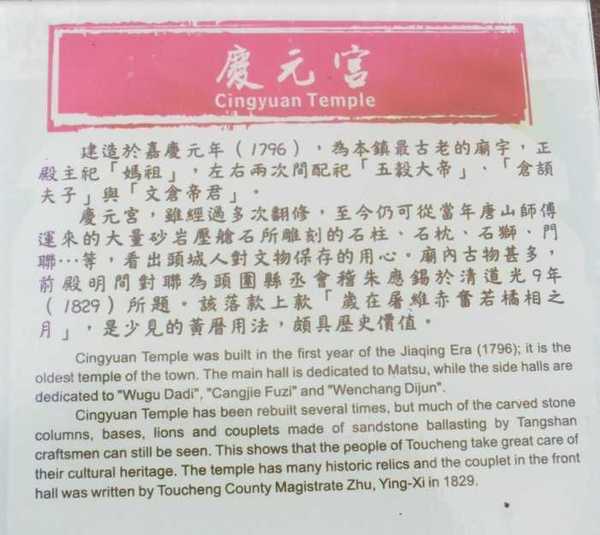 慶元宮
Cingyuan Temple
建造於嘉慶元年（1796），為本鎮最古老的廟宇，正
殿主祀「媽祖」，左右兩次間配祀「五穀大帝」、「倉頡
夫子」與「文倉帝君」。
慶元宮，雖經過多次翻修，至今仍可從當年唐山師傅
運來的大量砂岩壓艙石所雕刻的石柱、石枕、石獅、門
聯…等，看出頭城人對文物保存的用心。廟內古物甚多，
前殿明間對聯為頭圍縣丞會稽朱應錫於清道光9年
（1829）所題。該落款上款「歲在屠維赤奮若橘相之
月」，是少見的黃曆用法，頗具歷史價值。
Cingyuan Temple was built in the first year of the Jiaqing Era (1796); it is the
oldest temple of the town. The main hall is dedicated to Matsu, while the side halls are
dedicated to "Wugu Dadi", "Cangjie Fuzi" and "Wenchang Dijun".
Cingyuan Temple has been rebuilt several times, but much of the carved stone
columns, bases, lions and couplets made of sandstone ballasting by Tangshan
craftsmen can still be seen. This shows that the people of Toucheng take great care of
their cultural heritage. The temple has many historic relics and the couplet in the front
hall was written by Toucheng County Magistrate Zhu, Ying-Xi in 1829.